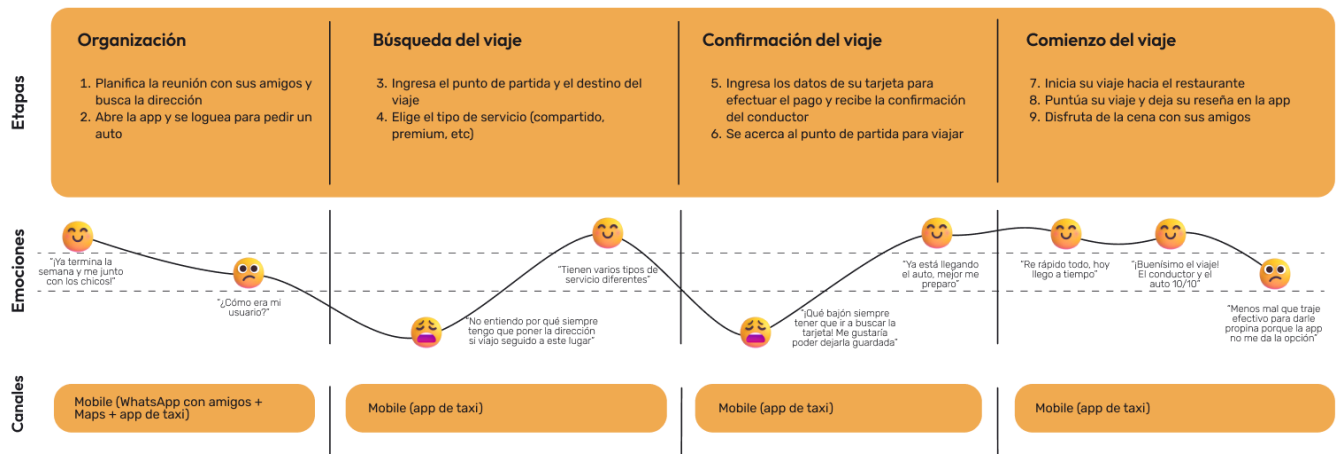 Etapas
Organización
1. Planifica la reunión con sus amigos y
busca la dirección
2. Abre la app y se loguea para pedir un
auto
Búsqueda del viaje
3. Ingresa el punto de partida y el destino del
viaje
4. Elige el tipo de servicio (compartido,
premium, etc)
Confirmación del viaje
5. Ingresa los datos de su tarjeta para
efectuar el pago y recibe la confirmación
del conductor
6. Se acerca al punto de partida para viajar
Comienzo del viaje
7. Inicia su viaje hacia el restaurante
8. Puntúa su viaje y deja su reseña en la app
9. Disfruta de la cena con sus amigos
Emociones
"¡Ya termina la
semana y me junto
con los chicos!"
"¿Cómo era mi
usuario?"
"No entiendo por qué siempre
tengo que poner la dirección
si viajo seguido a este lugar"
"Tienen varios tipos de
servicio diferentes"
"¡Qué bajón siempre
tener que ir a buscar la
tarjeta! Me gustaría
poder dejarla guardada"
"Ya está llegando
el auto, mejor me
preparo"
"Re rápido todo, hoy
llego a tiempo"
"¡Buenísimo el viaje!
El conductor y el
auto 10/10"
"Menos mal que traje
efectivo para darle
propina porque la app
no me da la opción"
Canales
Mobile (WhatsApp con amigos +
Maps + app de taxi)
Mobile (app de taxi)
Mobile (app de taxi)
Mobile (app de taxi)